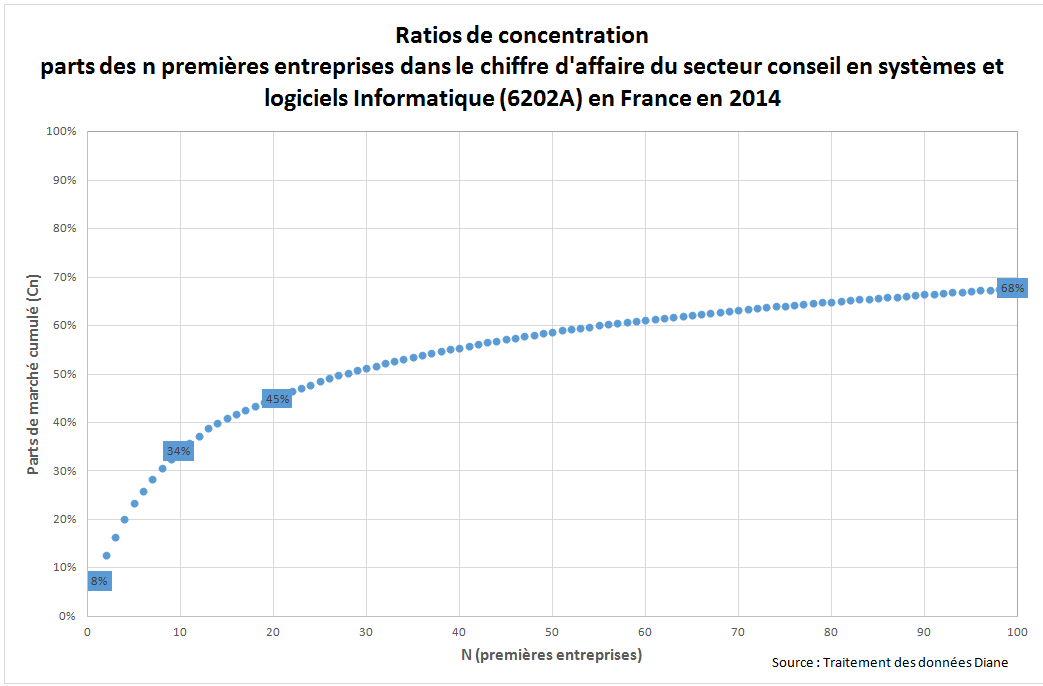 Ratios de concentration
parts des n premières entreprises dans le chiffre d'affaire du secteur conseil en systèmes et
logiciels Informatique (6202A) en France en 2014
100%
90%
80%
70%
60%
50%
40%
30%
20%
10%
0%
Parts de marché cumulé (Cn)
8%
34%
45%
68%
0 10 20 30 40 50 60 70 80 90 100
N (premières entreprises)
Source : Traitement des données Diane